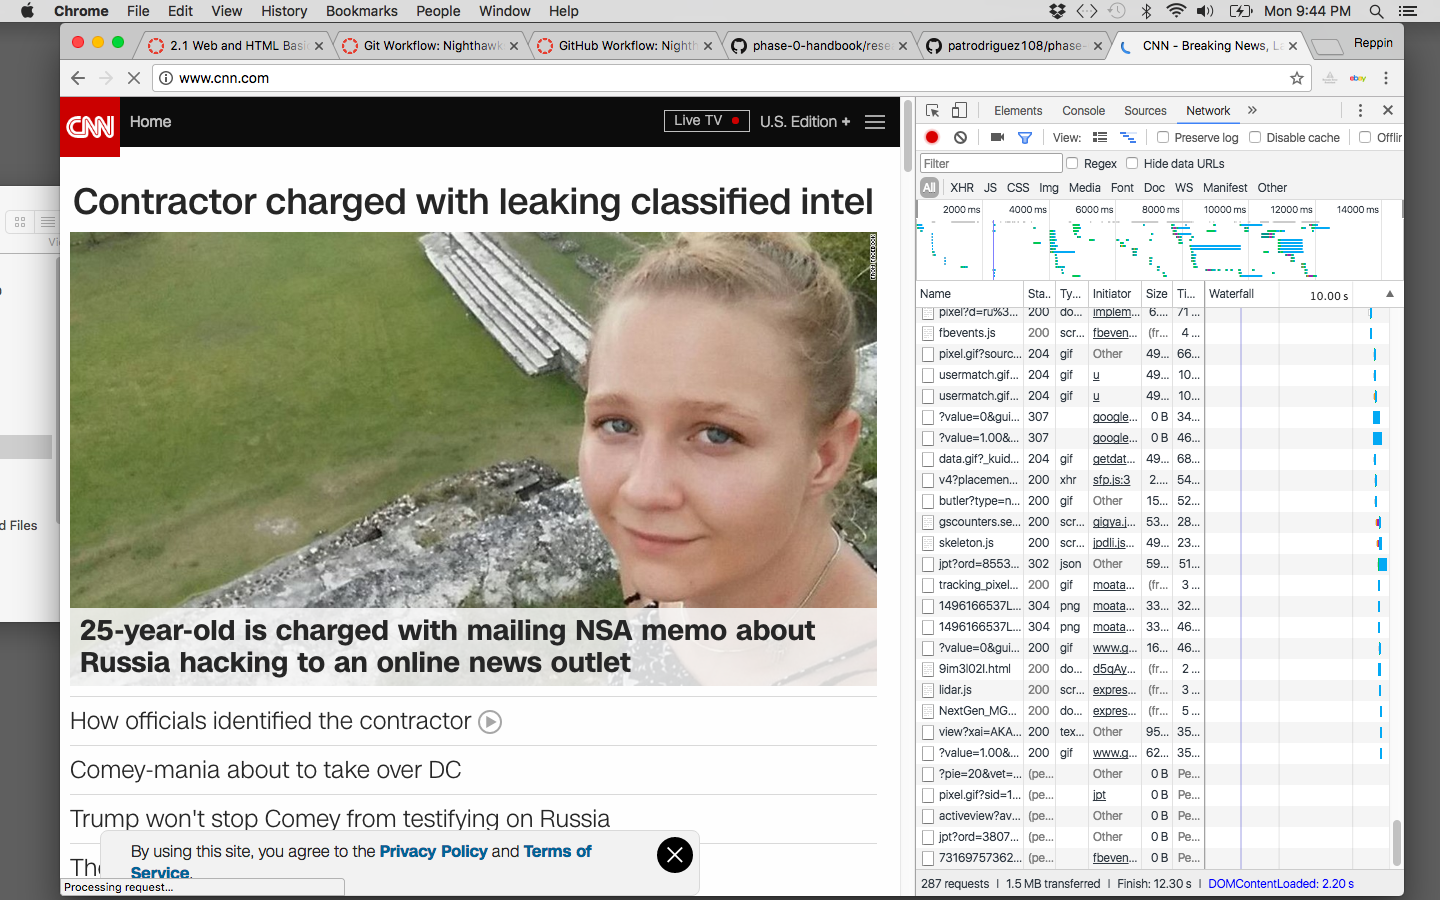 Chrome File Edit View History Bookmarks People Window Help Mon 9:44 PM
2.1 Web and HTML Basi Git Workflow: Nighthawk GitHub Workflow: Nighth phase-0-handbook/rese patrodriguez108/phase- CNN - Breaking News, La Reppin
www.cnn.com ebay
CNN Home Live TV U.S. Edition +
Contractor charged with leaking classified intel
25-year-old is charged with mailing NSA memo about
Russia hacking to an online news outlet
How officials identified the contractor
Comey-mania about to take over DC
Trump won't stop Comey from testifying on Russia
The
By using this site, you agree to the Privacy Policy and Terms of
Service.
Processing request...
d Files
Elements Console Sources Network »
View: Preserve log Disable cache Offlin
Filter Regex Hide data URLs
All XHR JS CSS Img Media Font Doc WS Manifest Other
2000 ms 4000 ms 6000 ms 8000 ms 10000 ms 12000 ms 14000 ms
Name Sta.. Ty... Initiator Size Ti... Waterfall 10.00 s
pixel?d=ru%3... 200 do... implem... 6.... 71 ...
fbevents.js 200 scr... fbeven... (fr... 4 ...
pixel.gif?sourc... 204 gif Other 49... 66...
usermatch.gif... 204 gif u 49... 10...
usermatch.gif... 204 gif u 49... 10...
?value=0&gui... 307 google... 0 B 34...
?value=1.00&... 307 google... 0 B 46...
data.gif?_kuid... 204 gif getdat... 49... 68...
v4?placemen... 200 xhr sfp.js:3 2.... 54...
butler?type=n... 200 gif Other 15... 52...
gscounters.se... 200 scr... gigya.j... 53... 28...
skeleton.js 200 scr... jpdli.js... 49... 23...
jpt?ord=8553... 302 json Other 59... 51...
tracking_pixel... 200 gif moata... (fr... 3 ...
1496166537L... 304 png moata... 33... 32...
1496166537L... 304 png moata... 33... 46...
?value=0&gui... 200 gif www.g... 16... 46...
9im3l02I.html 200 do... d5qAy... (fr... 2 ...
lidar.js 200 scr... expres... (fr... 3 ...
NextGen_MG... 200 do... expres... (fr... 5 ...
view?xai=AKA... 200 tex... Other 95... 35...
?value=1.00&... 200 gif www.g... 62... 35...
?pie=20&vet=... (pe... Other 0 B Pe...
pixel.gif?sid=1... (pe... jpt 0 B Pe...
activeview?av... (pe... Other 0 B Pe...
jpt?ord=3807... (pe... Other 0 B Pe...
73169757362... (pe... fbeven... 0 B Pe...
287 requests | 1.5 MB transferred | Finish: 12.30 s | DOMContentLoaded: 2.20 s